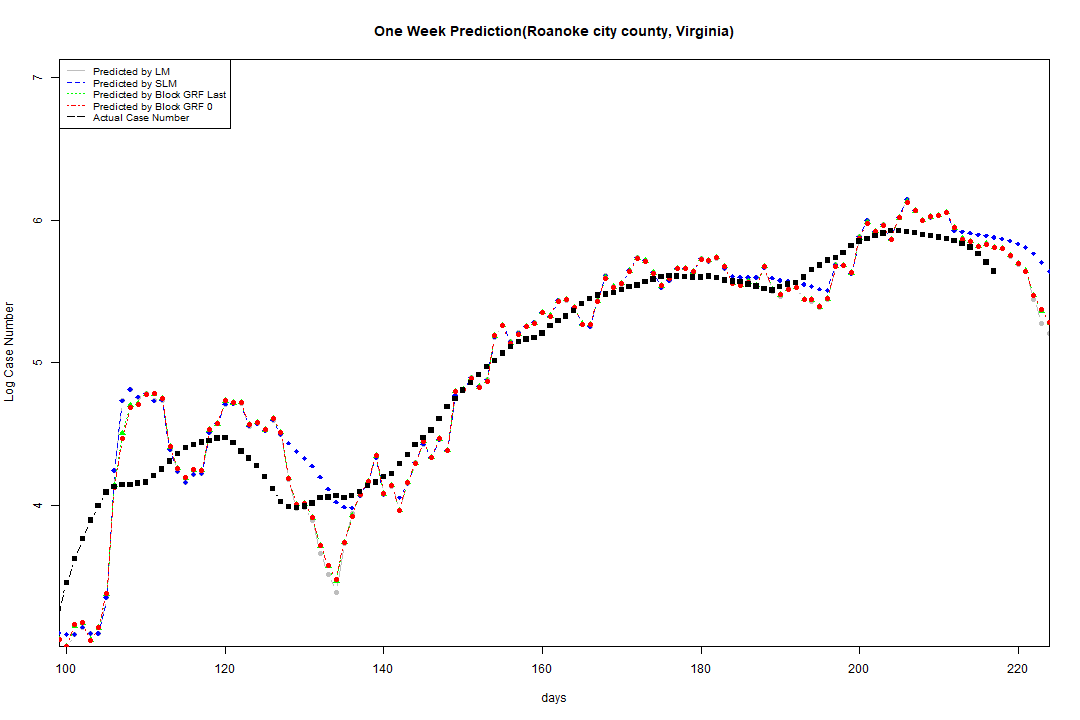 One Week Prediction(Roanoke city county, Virginia)
Predicted by LM
Predicted by SLM
Predicted by Block GRF Last
Predicted by Block GRF 0
Actual Case Number
7
6
5
4
Log Case Number
100 120 140 160 180 200 220
days